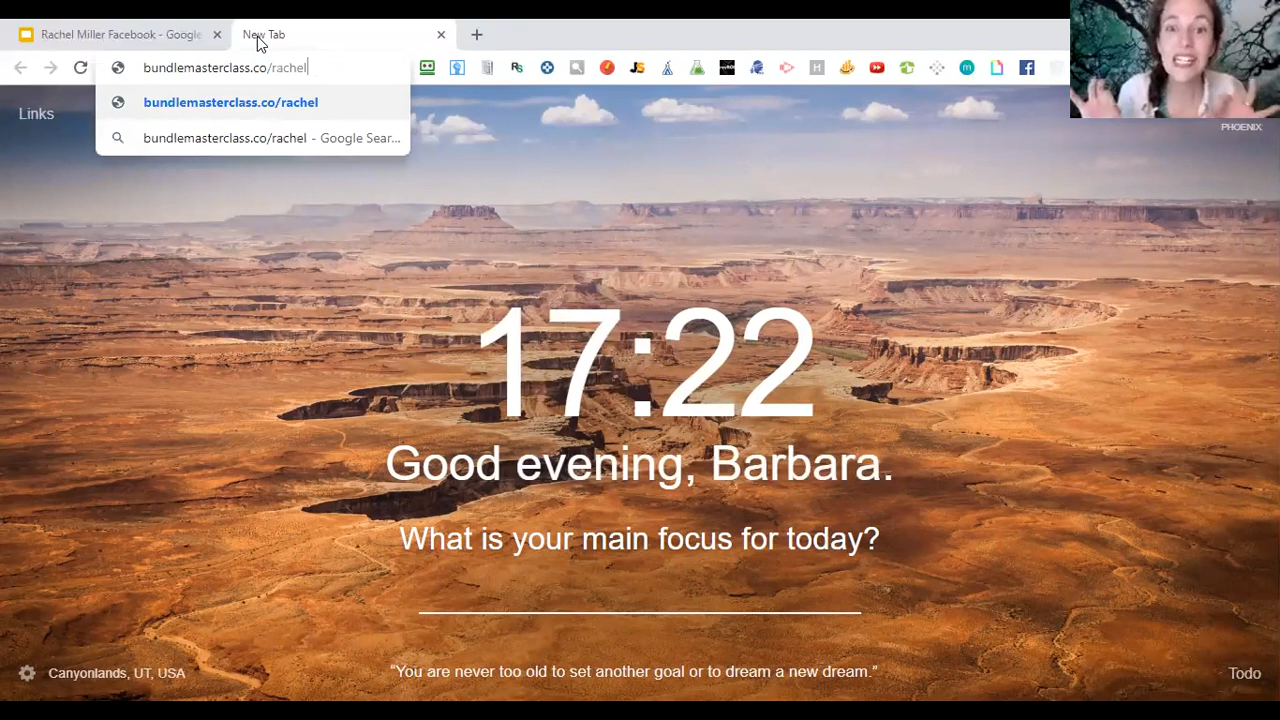 Rachel Miller Facebook - Google
New Tab
bundlemasterclass.co/rachel
bundlemasterclass.co/rachel
bundlemasterclass.co/rachel - Google Sear...
Links
PHOENIX
17:22
Good evening, Barbara.
What is your main focus for today?
Canyonlands, UT, USA
“You are never too old to set another goal or to dream a new dream.”
Todo